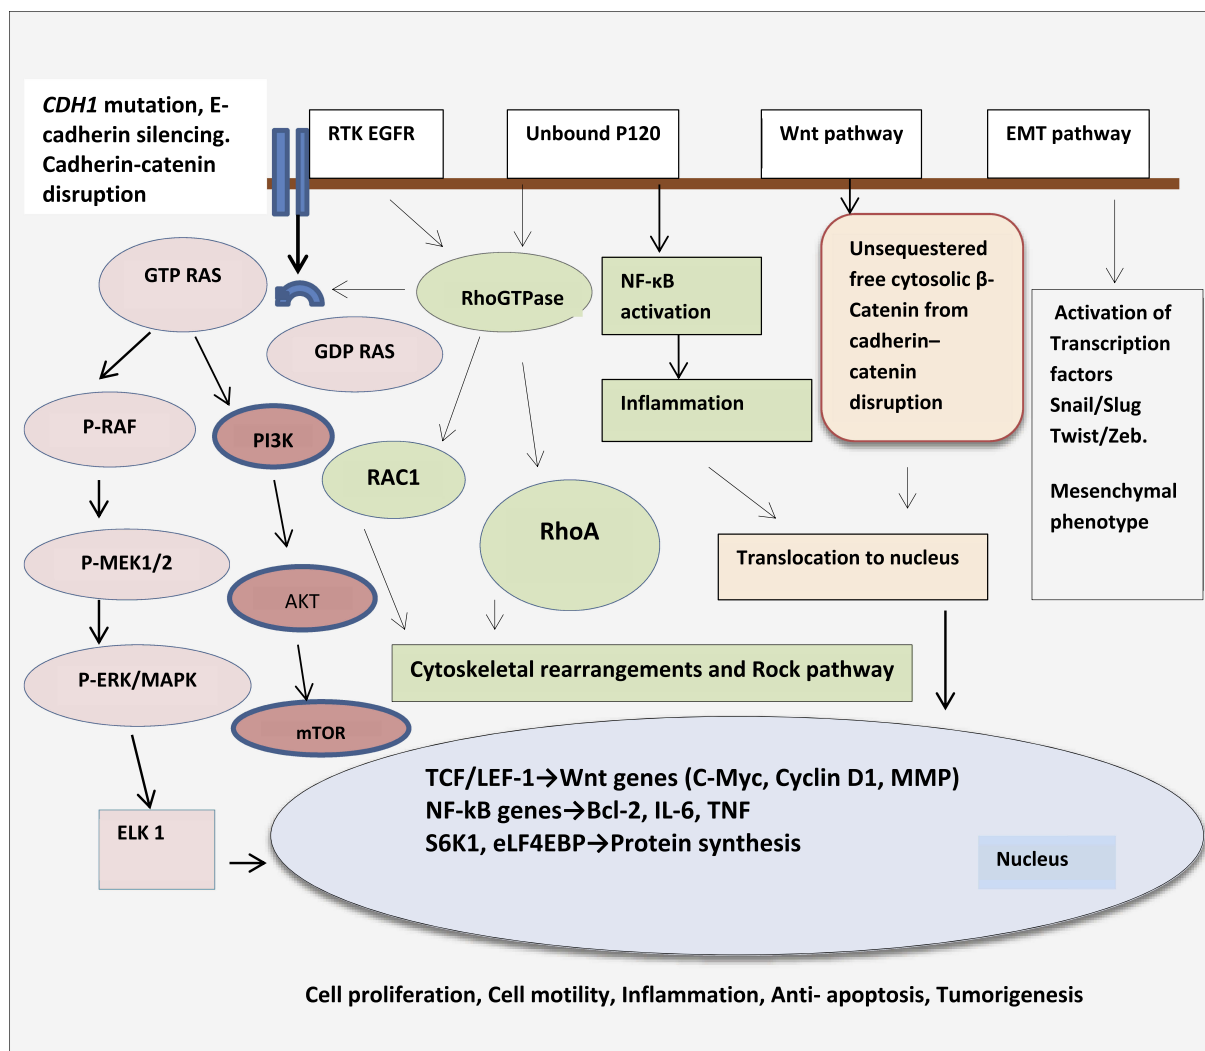 CDH1 mutation, E-
cadherin silencing.
Cadherin-catenin
disruption
RTK EGFR
Unbound P120
Wnt pathway
EMT pathway
GTP RAS
GDP RAS
RhoGTPase
NF-κB
activation
Inflammation
Unsequestered
free cytosolic β-
Catenin from
cadherin–
catenin
disruption
Activation of
Transcription
factors
Snail/Slug
Twist/Zeb.
Mesenchymal
phenotype
P-RAF
PI3K
RAC1
RhoA
Translocation to nucleus
P-MEK1/2
AKT
P-ERK/MAPK
mTOR
Cytoskeletal rearrangements and Rock pathway
ELK 1
TCF/LEF-1→Wnt genes (C-Myc, Cyclin D1, MMP)
NF-kB genes→Bcl-2, IL-6, TNF
S6K1, eLF4EBP→Protein synthesis
Nucleus
Cell proliferation, Cell motility, Inflammation, Anti- apoptosis, Tumorigenesis